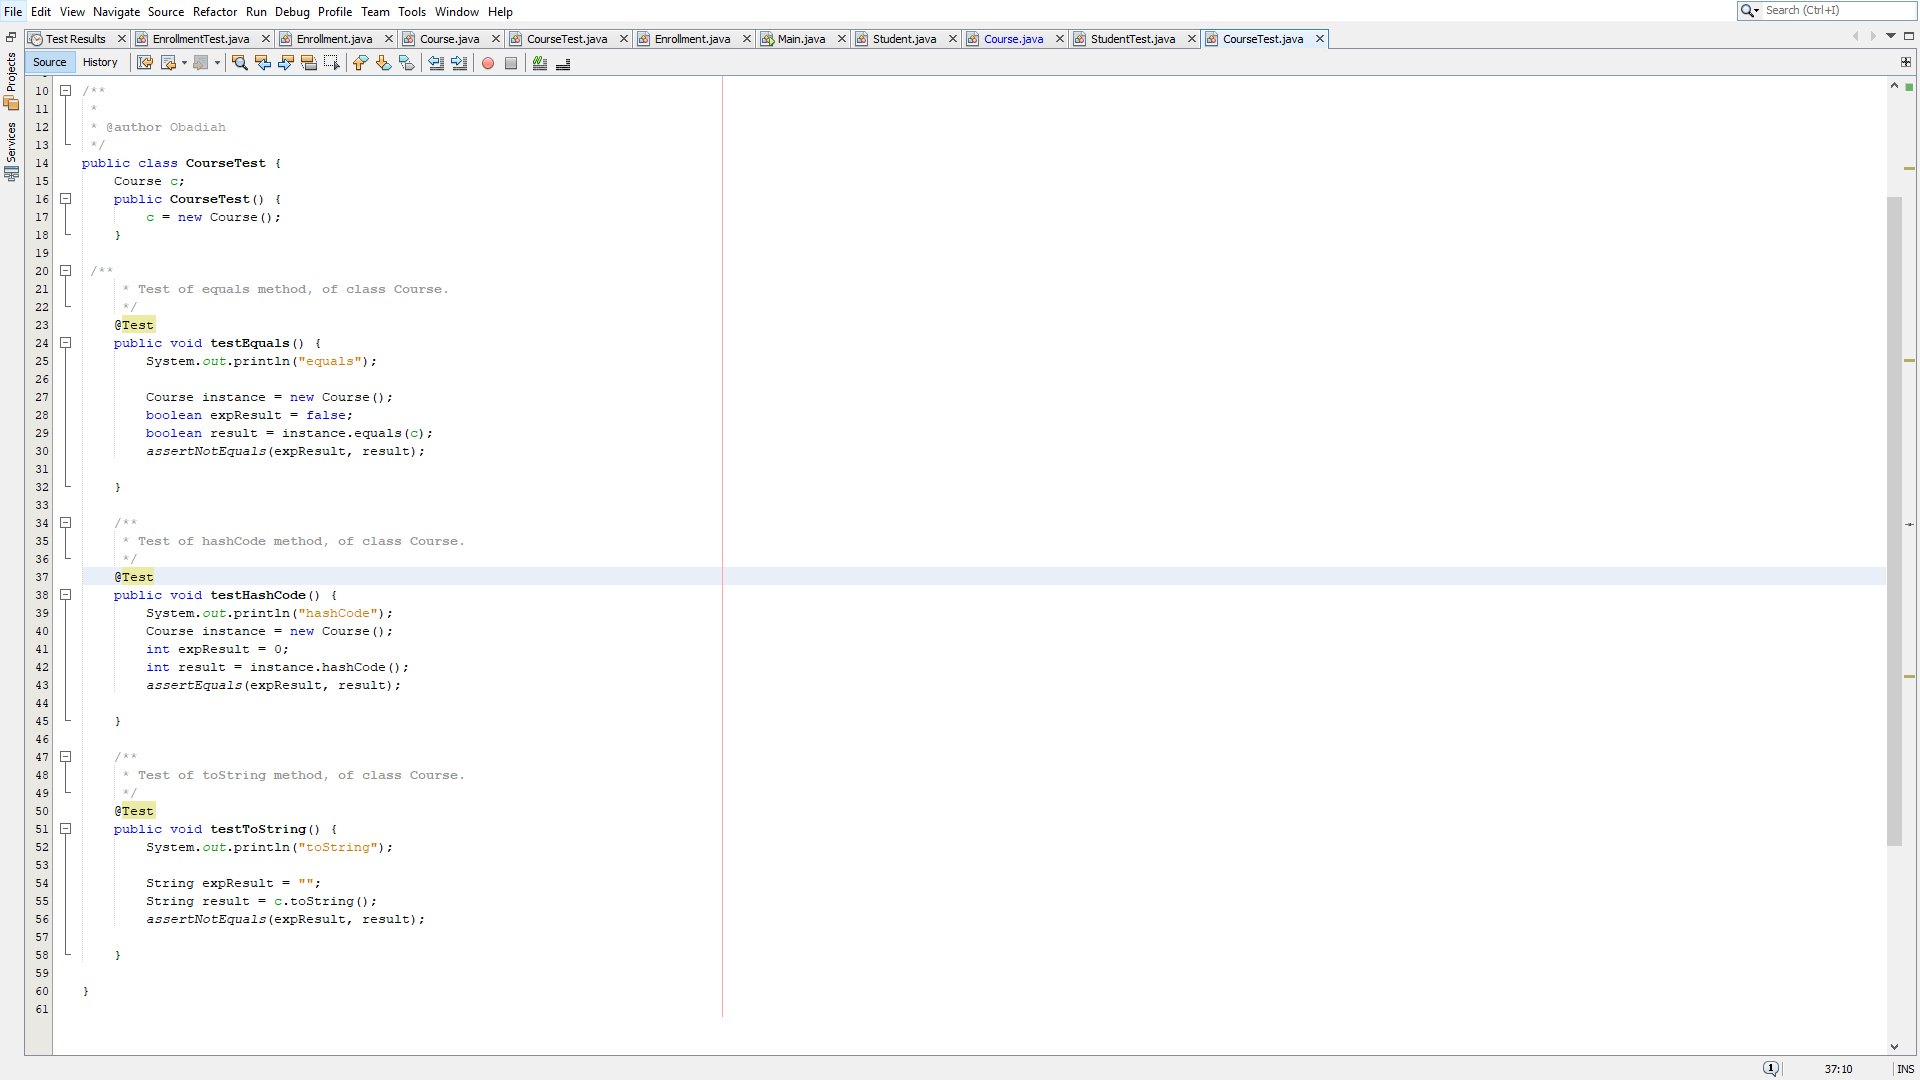 File Edit View Navigate Source Refactor Run Debug Profile Team Tools Window Help
Search (Ctrl+I)
Test Results EnrollmentTest.java Enrollment.java Course.java CourseTest.java Enrollment.java Main.java Student.java Course.java StudentTest.java CourseTest.java
Source History
Projects
Services
10 /**
11 *
12 * @author Obadiah
13 */
14 public class CourseTest {
15 Course c;
16 public CourseTest() {
17 c = new Course();
18 }
19
20 /**
21 * Test of equals method, of class Course.
22 */
23 @Test
24 public void testEquals() {
25 System.out.println("equals");
26
27 Course instance = new Course();
28 boolean expResult = false;
29 boolean result = instance.equals(c);
30 assertNotEquals(expResult, result);
31
32 }
33
34 /**
35 * Test of hashCode method, of class Course.
36 */
37 @Test
38 public void testHashCode() {
39 System.out.println("hashCode");
40 Course instance = new Course();
41 int expResult = 0;
42 int result = instance.hashCode();
43 assertEquals(expResult, result);
44
45 }
46
47 /**
48 * Test of toString method, of class Course.
49 */
50 @Test
51 public void testToString() {
52 System.out.println("toString");
53
54 String expResult = "";
55 String result = c.toString();
56 assertNotEquals(expResult, result);
57
58 }
59
60 }
61
1 37:10 INS